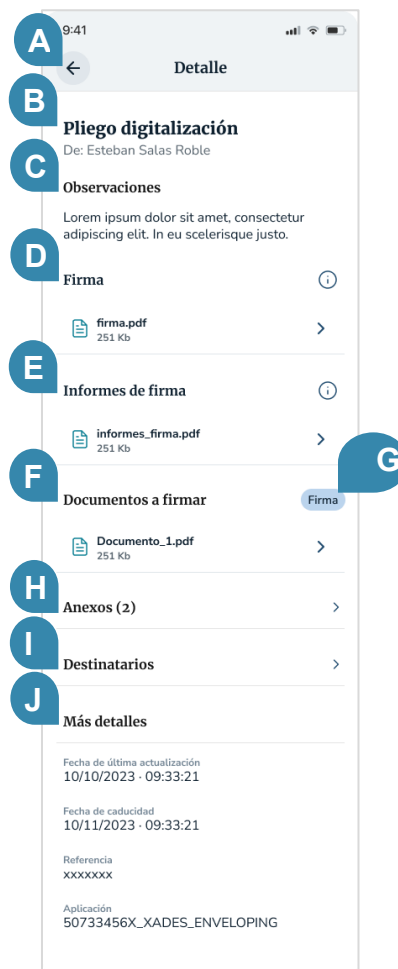 A
9:41
Detalle
B
Pliego digitalización
De: Esteban Salas Roble
C
Observaciones
Lorem ipsum dolor sit amet, consectetur
adipiscing elit. In eu scelerisque justo.
D
Firma
firma.pdf
251 Kb
E
Informes de firma
informes_firma.pdf
251 Kb
G
F
Documentos a firmar
Firma
Documento_1.pdf
251 Kb
H
Anexos (2)
I
Destinatarios
J
Más detalles
Fecha de última actualización
10/10/2023 · 09:33:21
Fecha de caducidad
10/11/2023 · 09:33:21
Referencia
xxxxxxx
Aplicación
50733456X_XADES_ENVELOPING